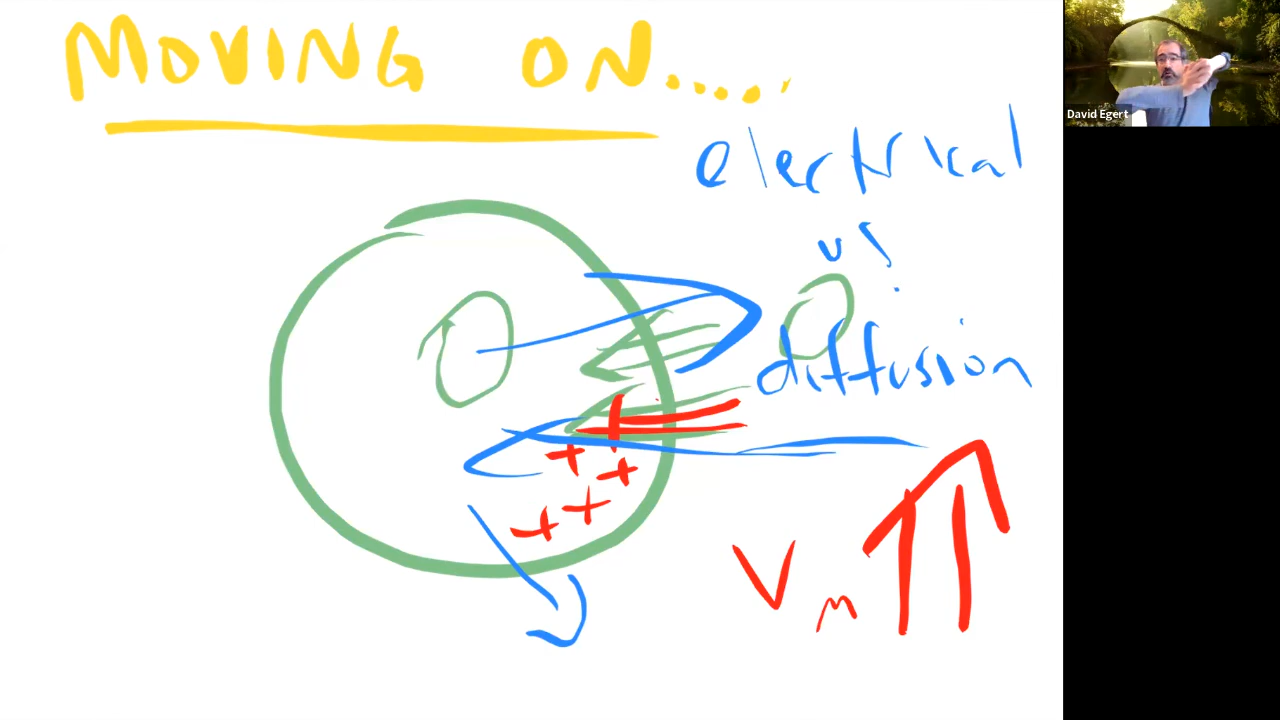 MOVING ON.....
David Egert
electrical
vs.
diffusion
+
+ +
+ +
Vm